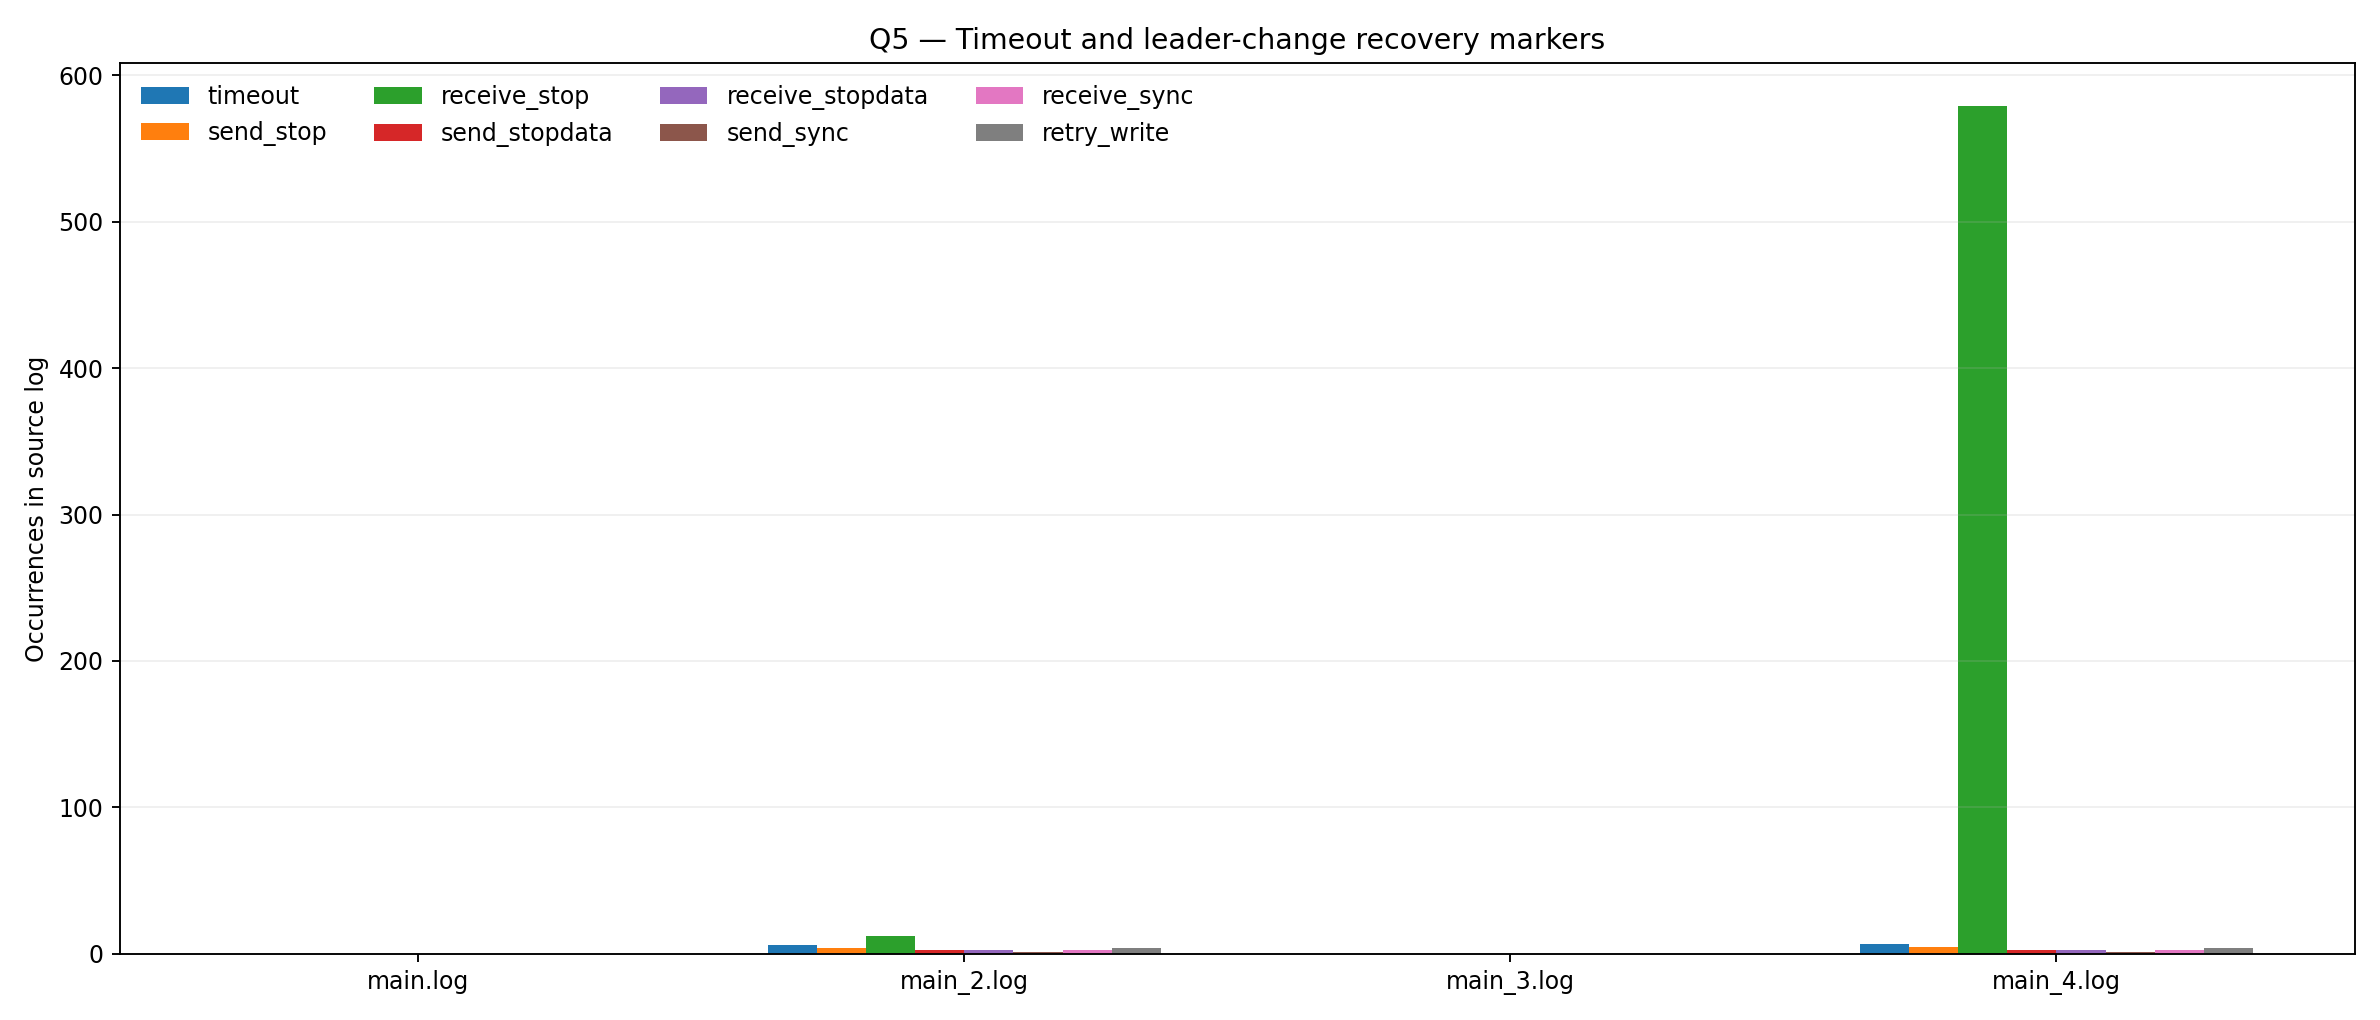 Q5 — Timeout and leader-change recovery markers
timeout
send_stop
receive_stop
send_stopdata
receive_stopdata
send_sync
receive_sync
retry_write
Occurrences in source log
600
500
400
300
200
100
0
main.log
main_2.log
main_3.log
main_4.log